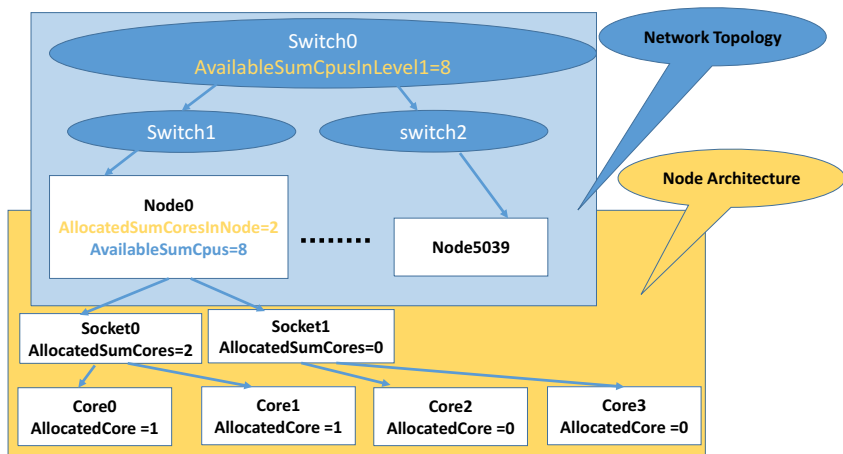 Switch0
AvailableSumCpusInLevel1=8
Network Topology
Switch1
switch2
Node Architecture
Node0
AllocatedSumCoresInNode=2
AvailableSumCpus=8
........
Node5039
Socket0
AllocatedSumCores=2
Socket1
AllocatedSumCores=0
Core0
AllocatedCore =1
Core1
AllocatedCore =1
Core2
AllocatedCore =0
Core3
AllocatedCore =0